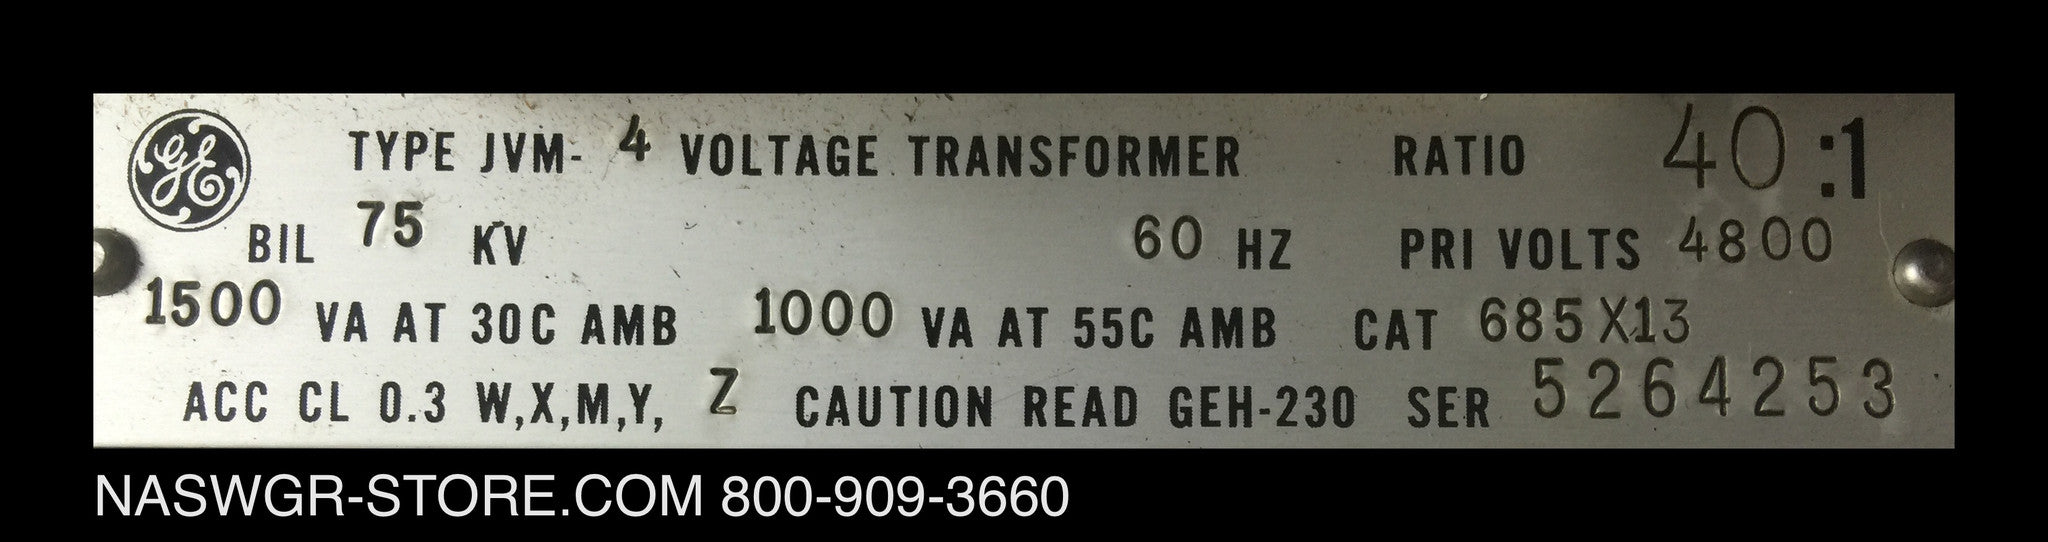 GE TYPE JVM- 4 VOLTAGE TRANSFORMER RATIO 40 :1
BIL 75 KV 60 HZ PRI VOLTS 4800
1500 VA AT 30C AMB 1000 VA AT 55C AMB CAT 685X13
ACC CL 0.3 W,X,M,Y, Z CAUTION READ GEH-230 SER 5264253
NASWGR-STORE.COM 800-909-3660